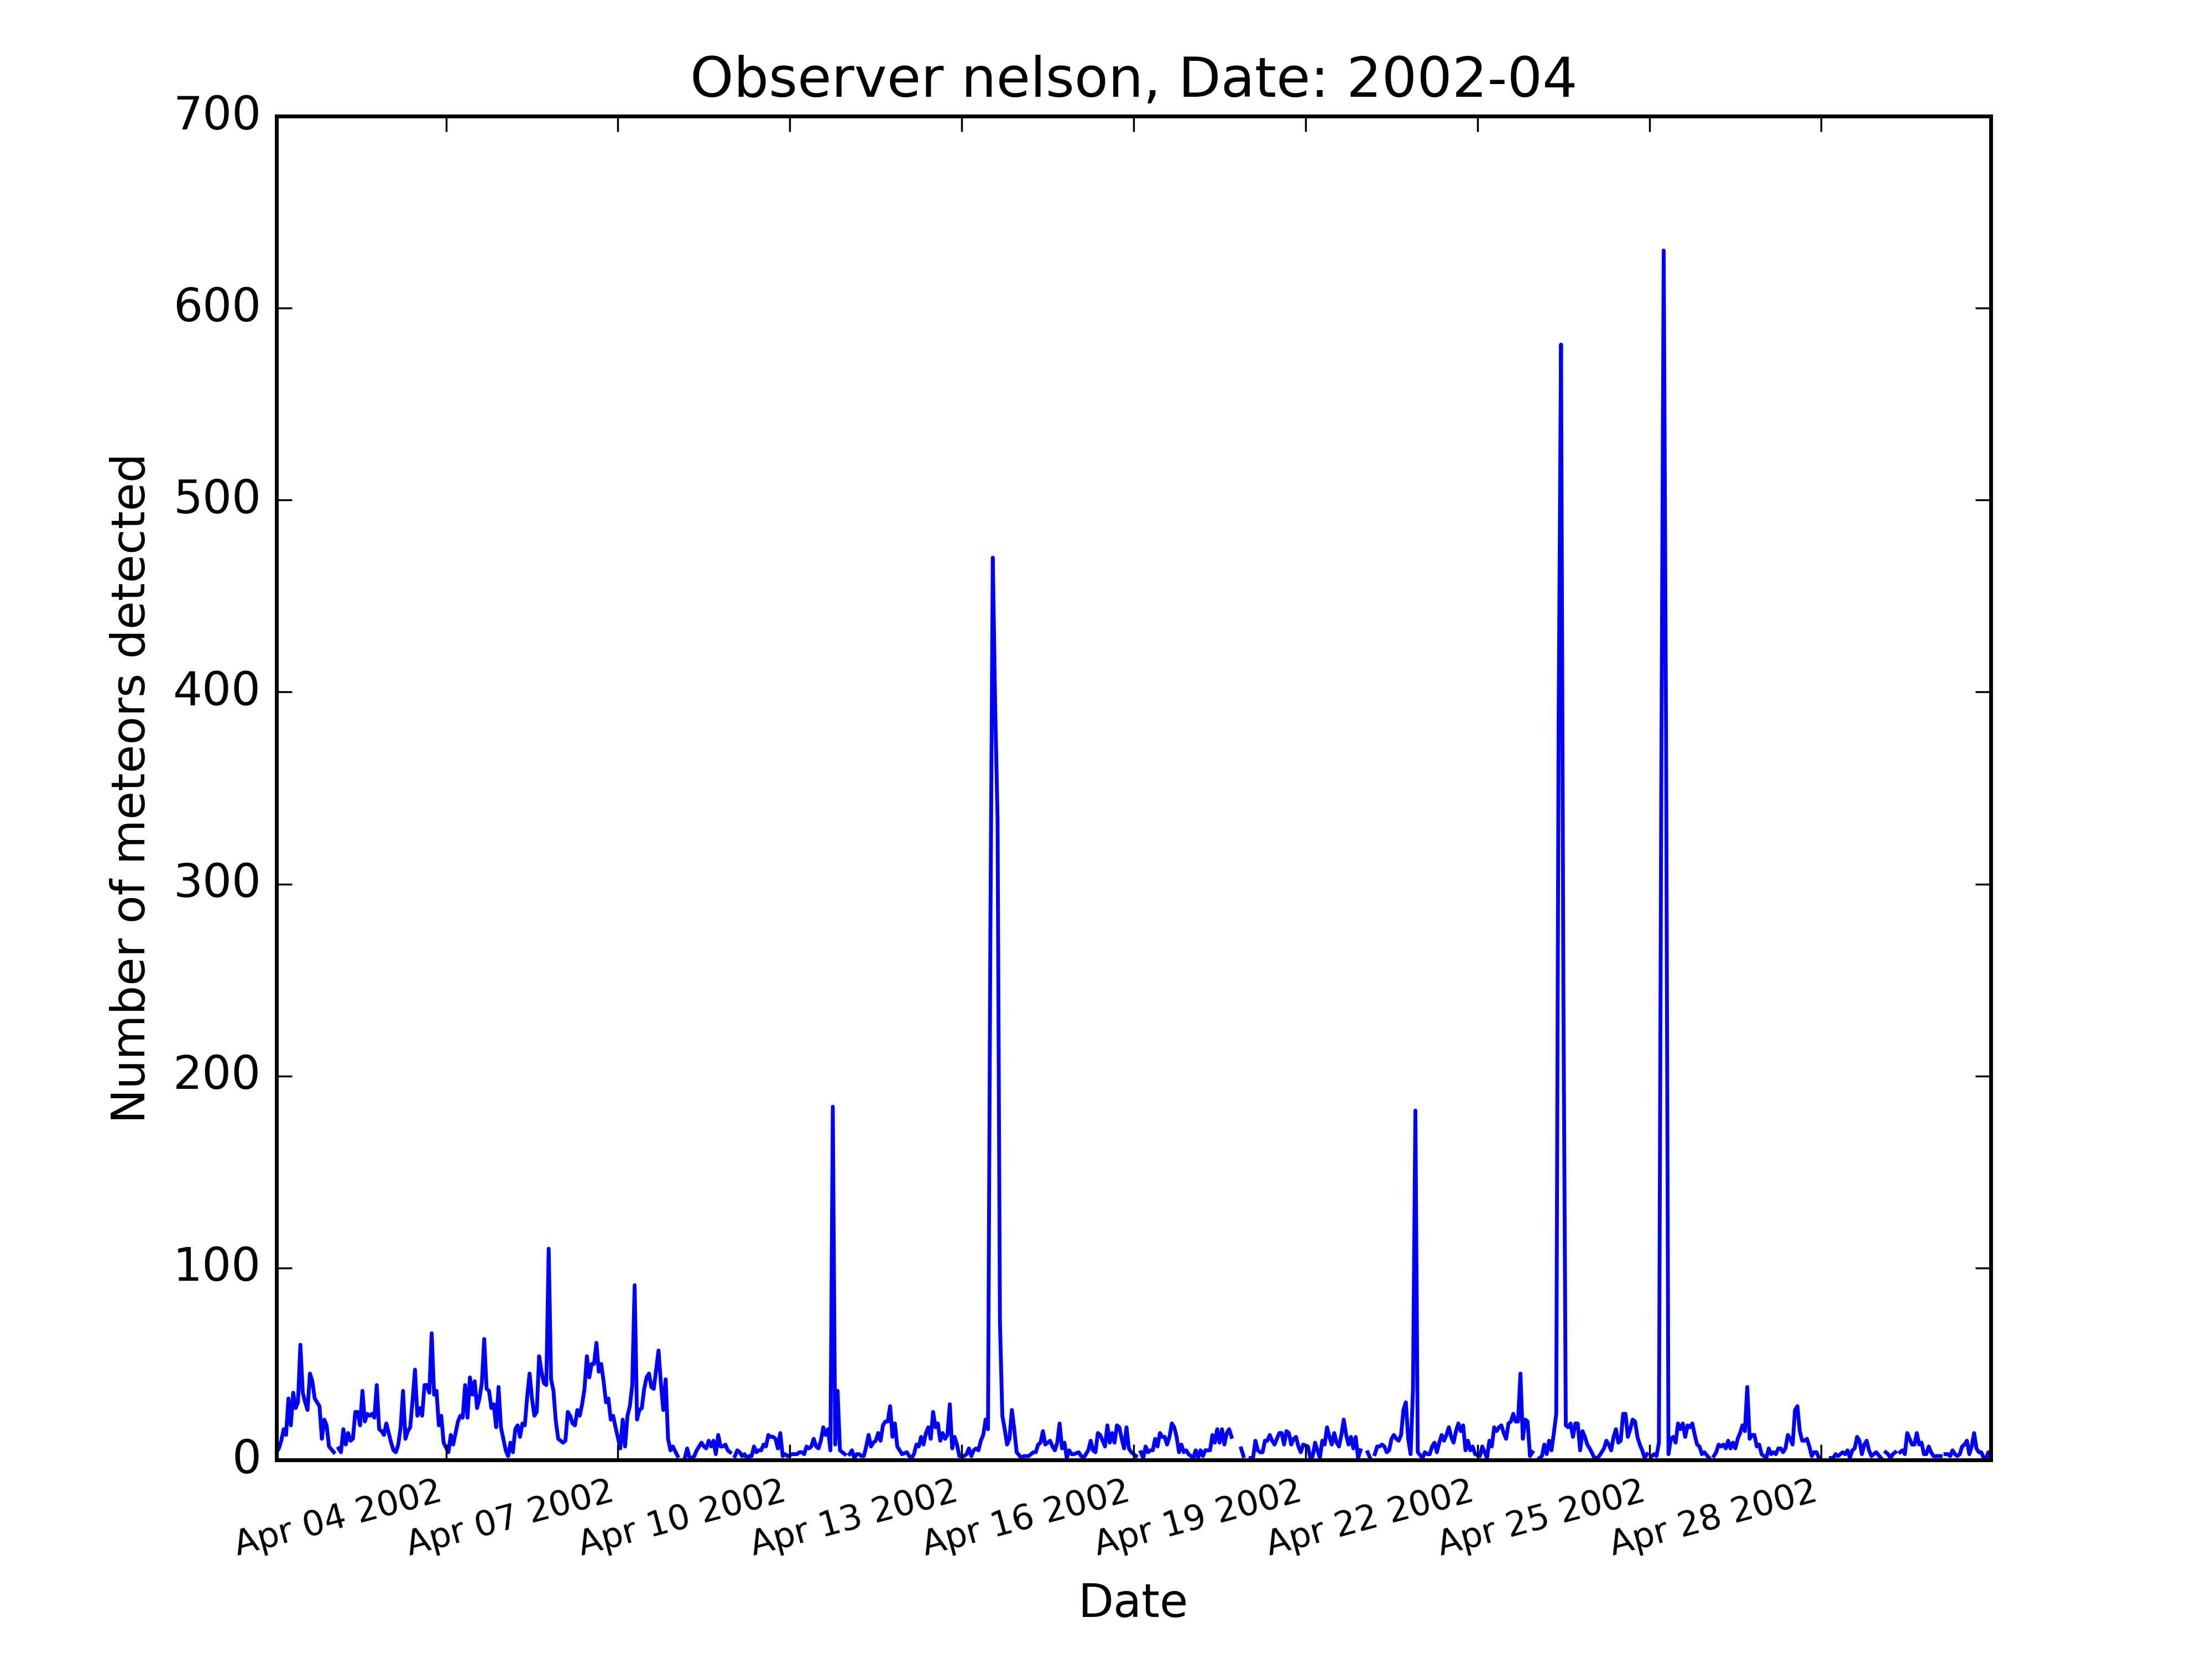 Observer nelson, Date: 2002-04
700
600
500
400
300
200
100
0
Number of meteors detected
Apr 04 2002
Apr 07 2002
Apr 10 2002
Apr 13 2002
Apr 16 2002
Apr 19 2002
Apr 22 2002
Apr 25 2002
Apr 28 2002
Date